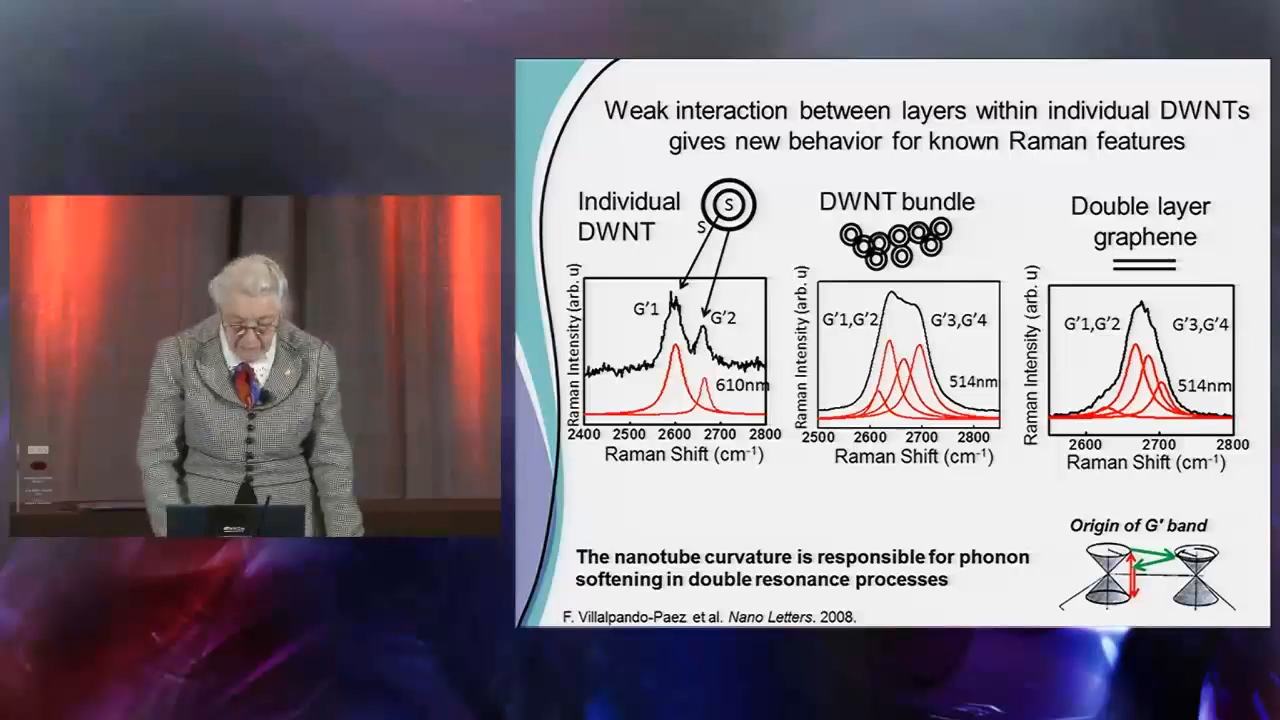 Weak interaction between layers within individual DWNTs
gives new behavior for known Raman features
Individual
DWNT
S
S
DWNT bundle
Double layer
graphene
Raman Intensity (arb. u)
G′1
G′2
610nm
2400 2500 2600 2700 2800
Raman Shift (cm-1)
Raman Intensity (arb. u)
G′1,G′2
G′3,G′4
514nm
2500 2600 2700 2800
Raman Shift (cm-1)
Raman Intensity (arb. u)
G′1,G′2
G′3,G′4
514nm
2600 2700 2800
Raman Shift (cm-1)
Origin of G′ band
The nanotube curvature is responsible for phonon
softening in double resonance processes
F. Villalpando-Paez et al. Nano Letters. 2008.